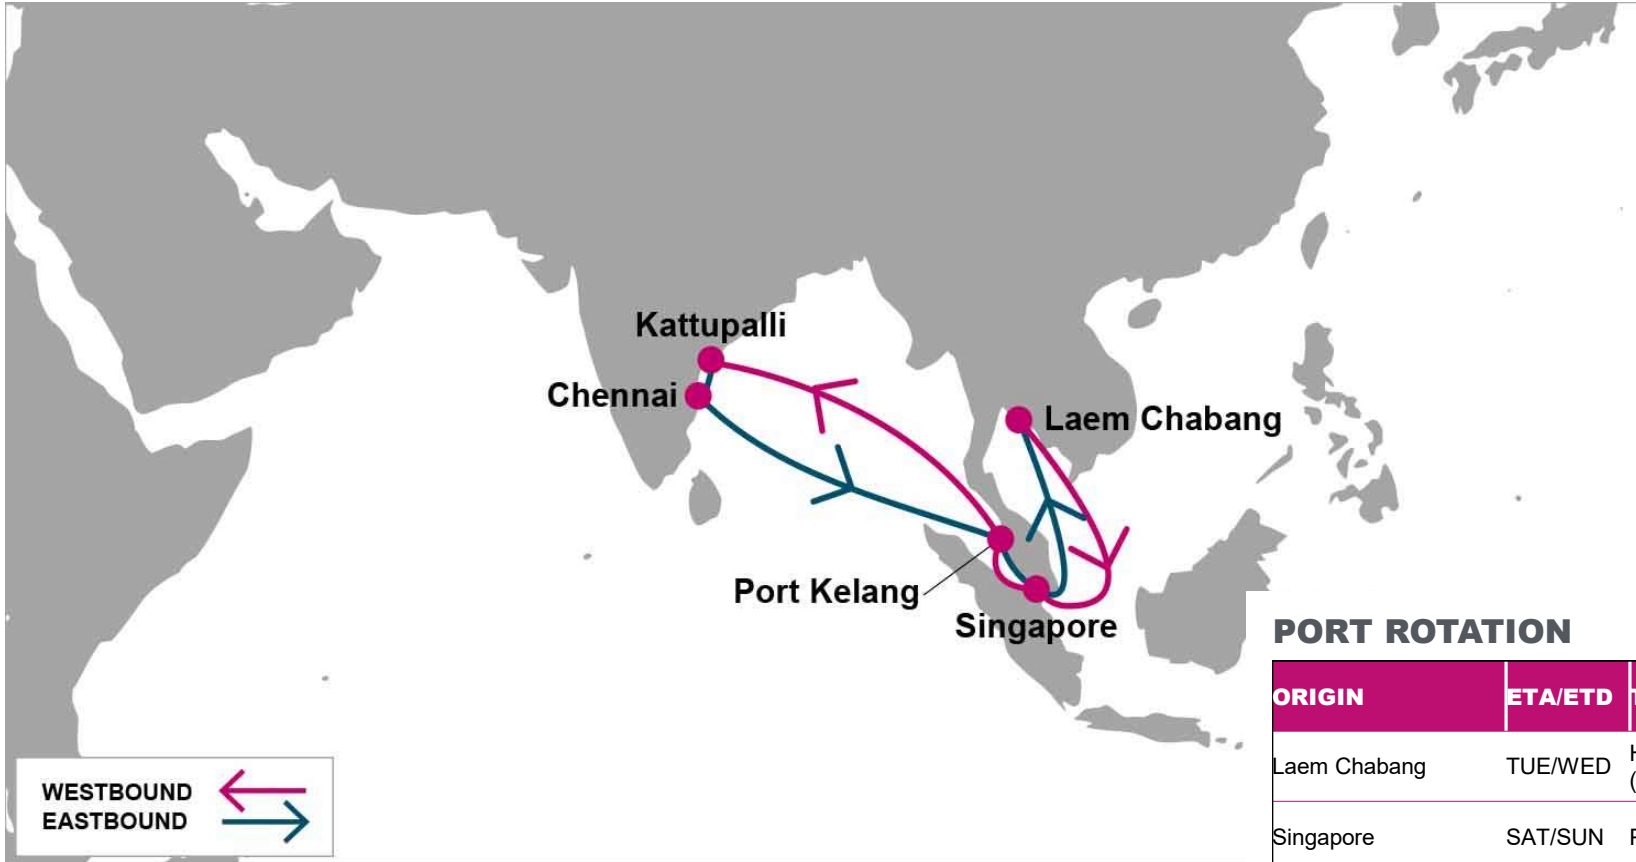 Kattupalli
Chennai
Laem Chabang
Port Kelang
Singapore
WESTBOUND
EASTBOUND
PORT ROTATION
ORIGIN ETA/ETD
Laem Chabang TUE/WED
Singapore SAT/SUN